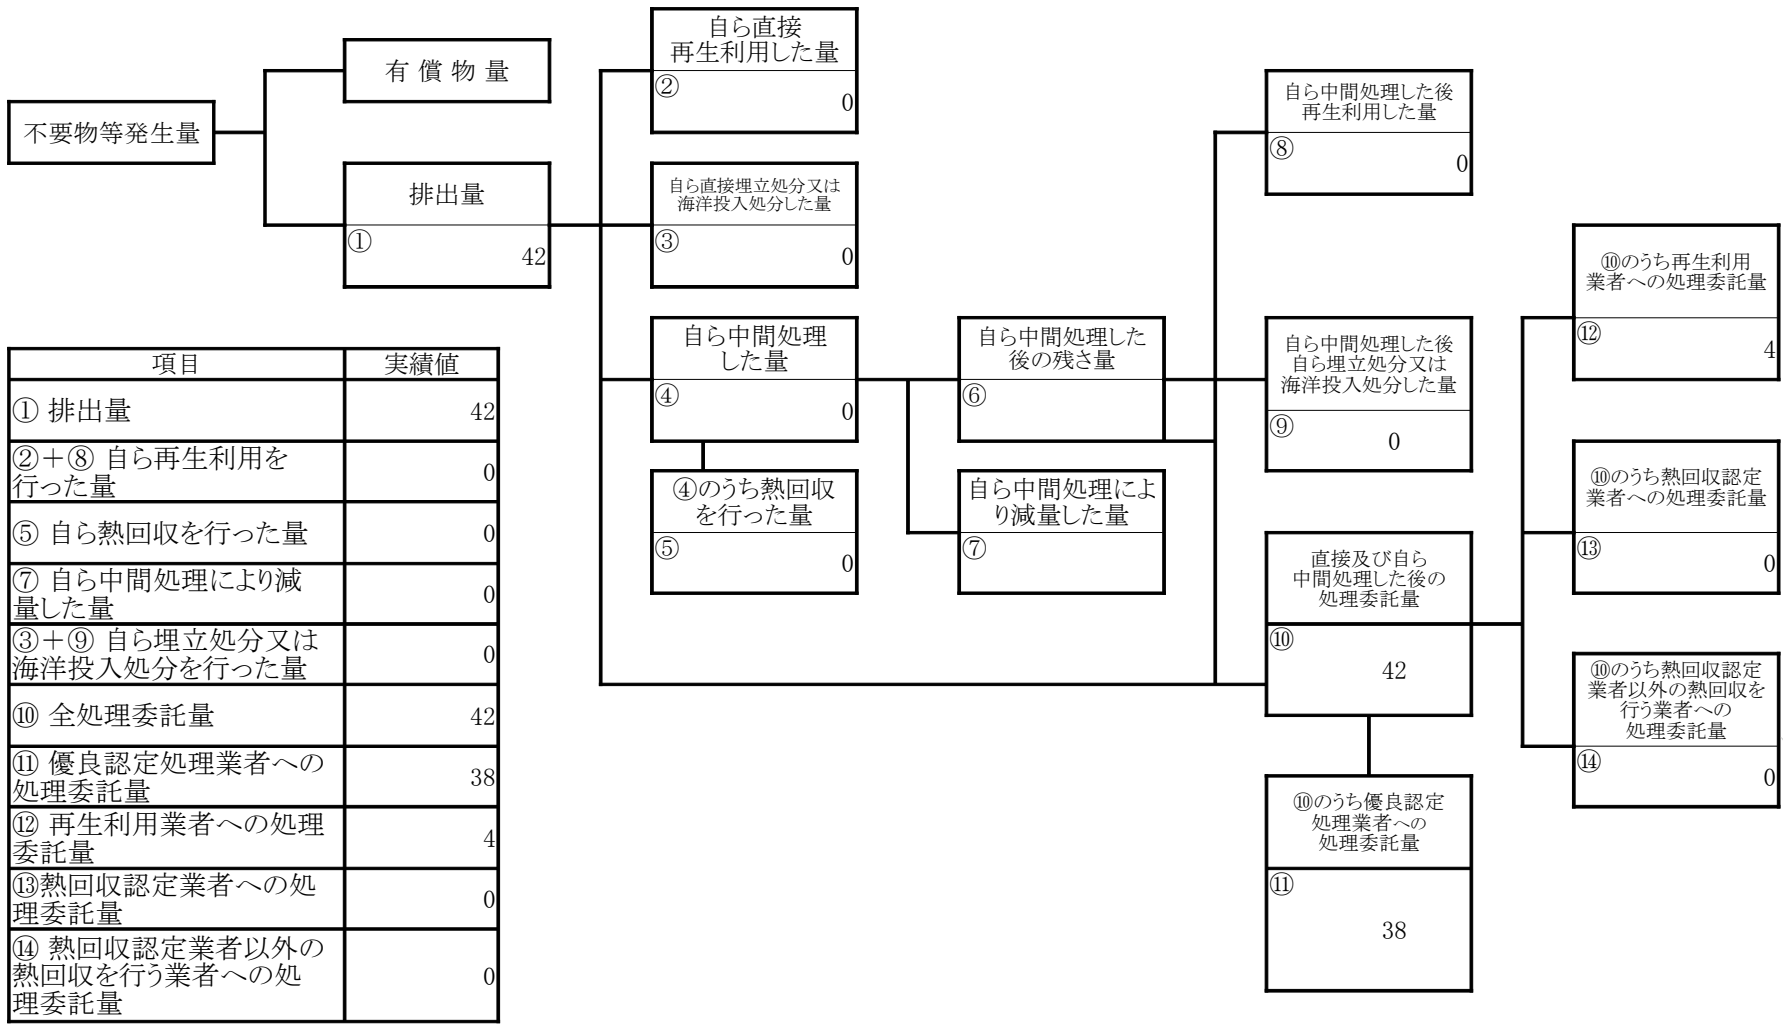 不要物等発生量
有 償 物 量
排出量
①
42
自ら直接
再生利用した量
②
0
自ら直接埋立処分又は
海洋投入処分した量
③
0
自ら中間処理
した量
④
0
④のうち熱回収
を行った量
⑤
0
自ら中間処理した
後の残さ量
⑥
自ら中間処理によ
り減量した量
⑦
自ら中間処理した後
再生利用した量
⑧
0
自ら中間処理した後
自ら埋立処分又は
海洋投入処分した量
⑨
0
直接及び自ら
中間処理した後の
処理委託量
⑩
42
⑩のうち優良認定
処理業者への
処理委託量
⑪
38
⑩のうち再生利用
業者への処理委託量
⑫
4
⑩のうち熱回収認定
業者への処理委託量
⑬
0
⑩のうち熱回収認定
業者以外の熱回収を
行う業者への
処理委託量
⑭
0
項目 実績値
① 排出量 42
②＋⑧ 自ら再生利用を
行った量 0
⑤ 自ら熱回収を行った量 0
⑦ 自ら中間処理により減
量した量 0
③＋⑨ 自ら埋立処分又は
海洋投入処分を行った量 0
⑩ 全処理委託量 42
⑪ 優良認定処理業者への
処理委託量 38
⑫ 再生利用業者への処理
委託量 4
⑬熱回収認定業者への処
理委託量 0
⑭ 熱回収認定業者以外の
熱回収を行う業者への処
理委託量 0